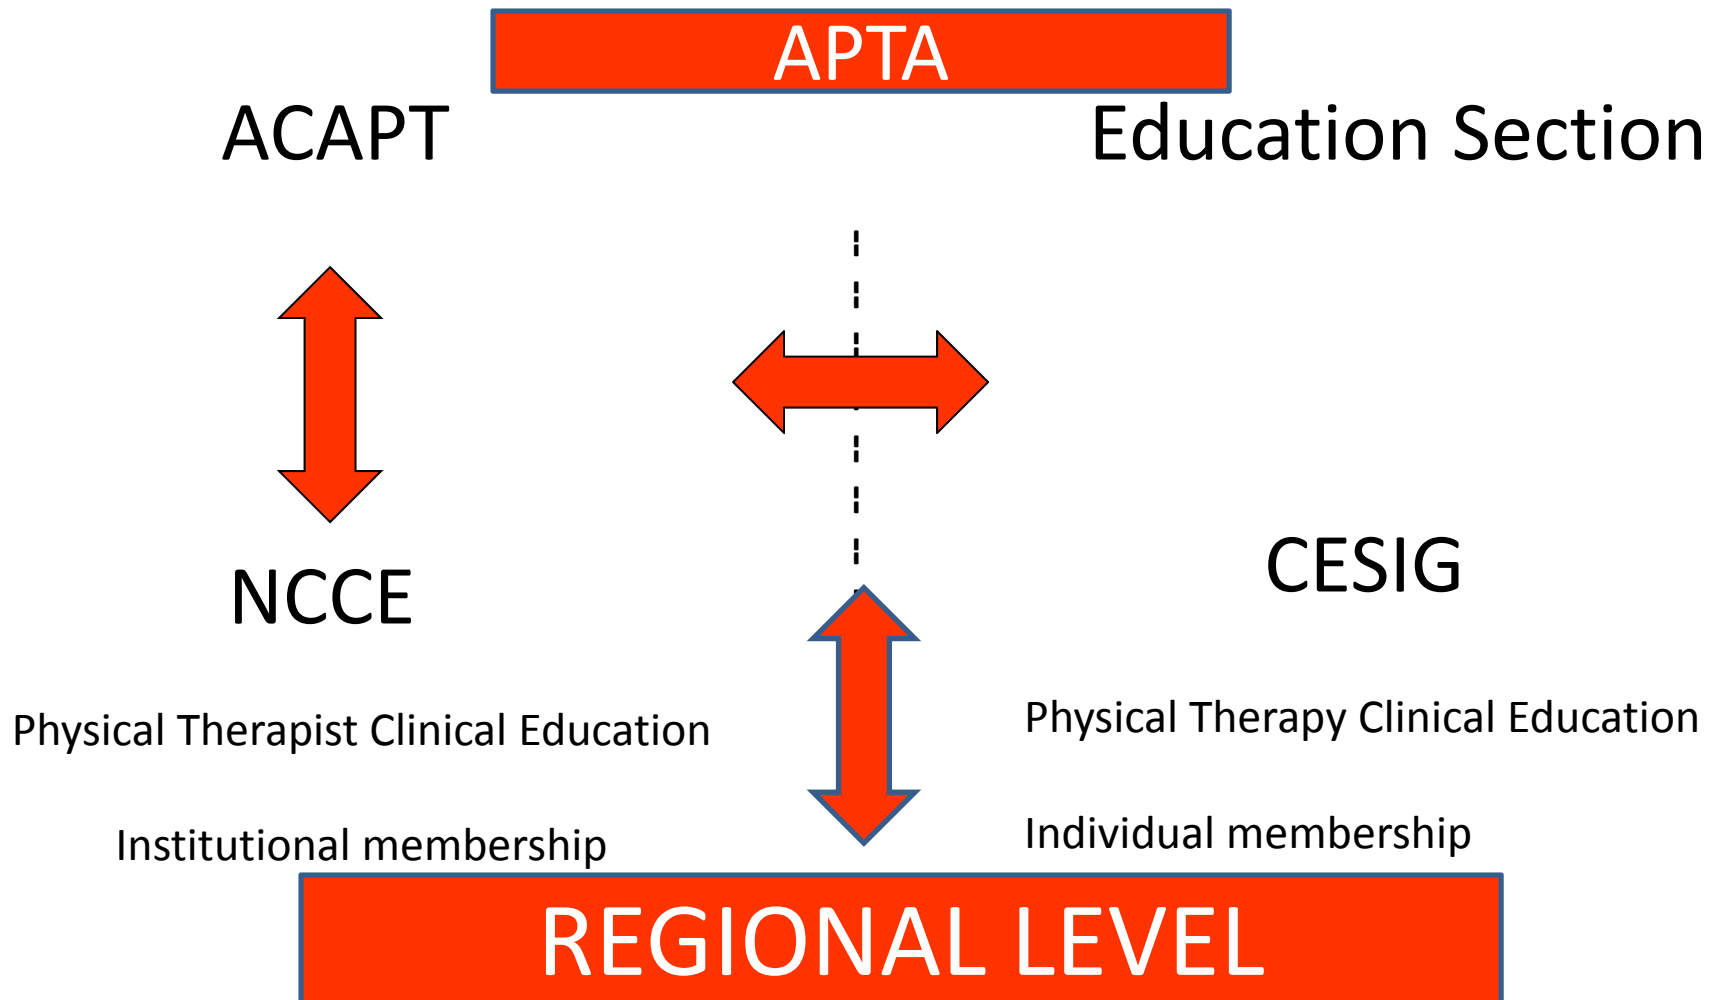 APTA
ACAPT
Education Section
NCCE
CESIG
Physical Therapist Clinical Education
Physical Therapy Clinical Education
Institutional membership
Individual membership
REGIONAL LEVEL